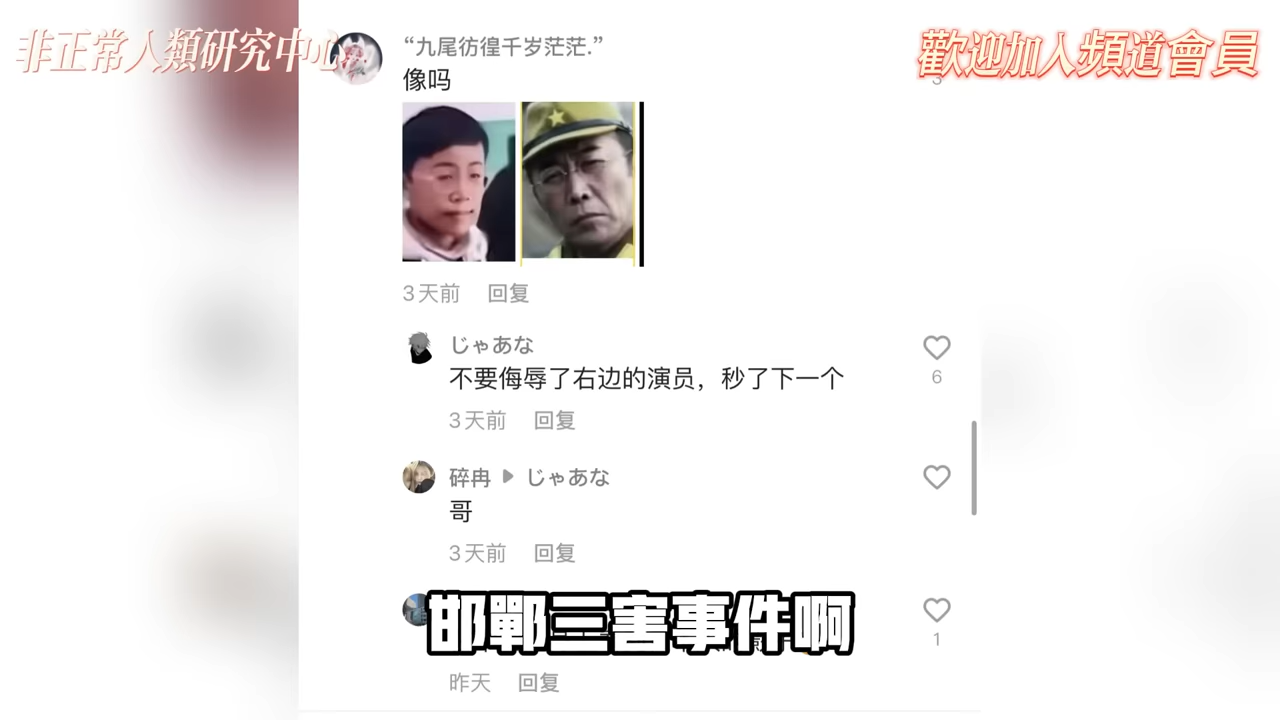 非正常人類研究中心
歡迎加入頻道會員
“九尾彷徨千岁茫茫.”
像吗
3
3天前 回复
じゃあな
不要侮辱了右边的演员，秒了下一个
6
3天前 回复
碎冉 ▶ じゃあな
哥
3天前 回复
邯鄲三害事件啊
1
昨天 回复